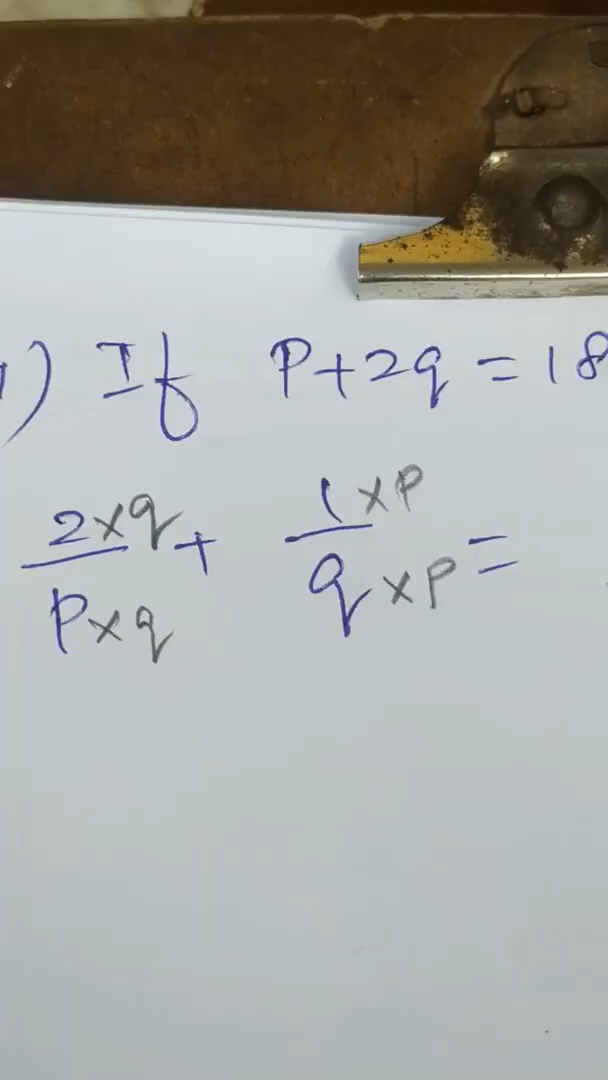 1) If P+2q = 18
2×q/P×q + 1×P/q×P =